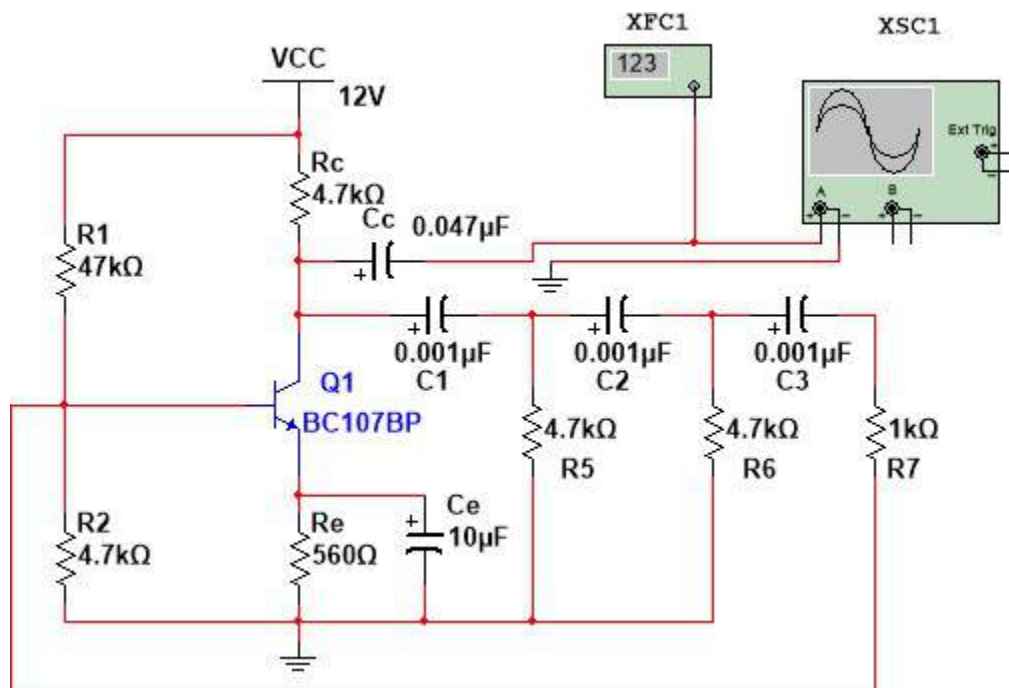 XFC1
XSC1
123
VCC
12V
Ext Trig
+
-
A
B
+ -
+ -
Rc
4.7kΩ
Cc
0.047µF
+
R1
47kΩ
+
0.001µF
C1
+
0.001µF
C2
+
0.001µF
C3
Q1
BC107BP
4.7kΩ
R5
4.7kΩ
R6
1kΩ
R7
R2
4.7kΩ
Re
560Ω
Ce
+
10µF